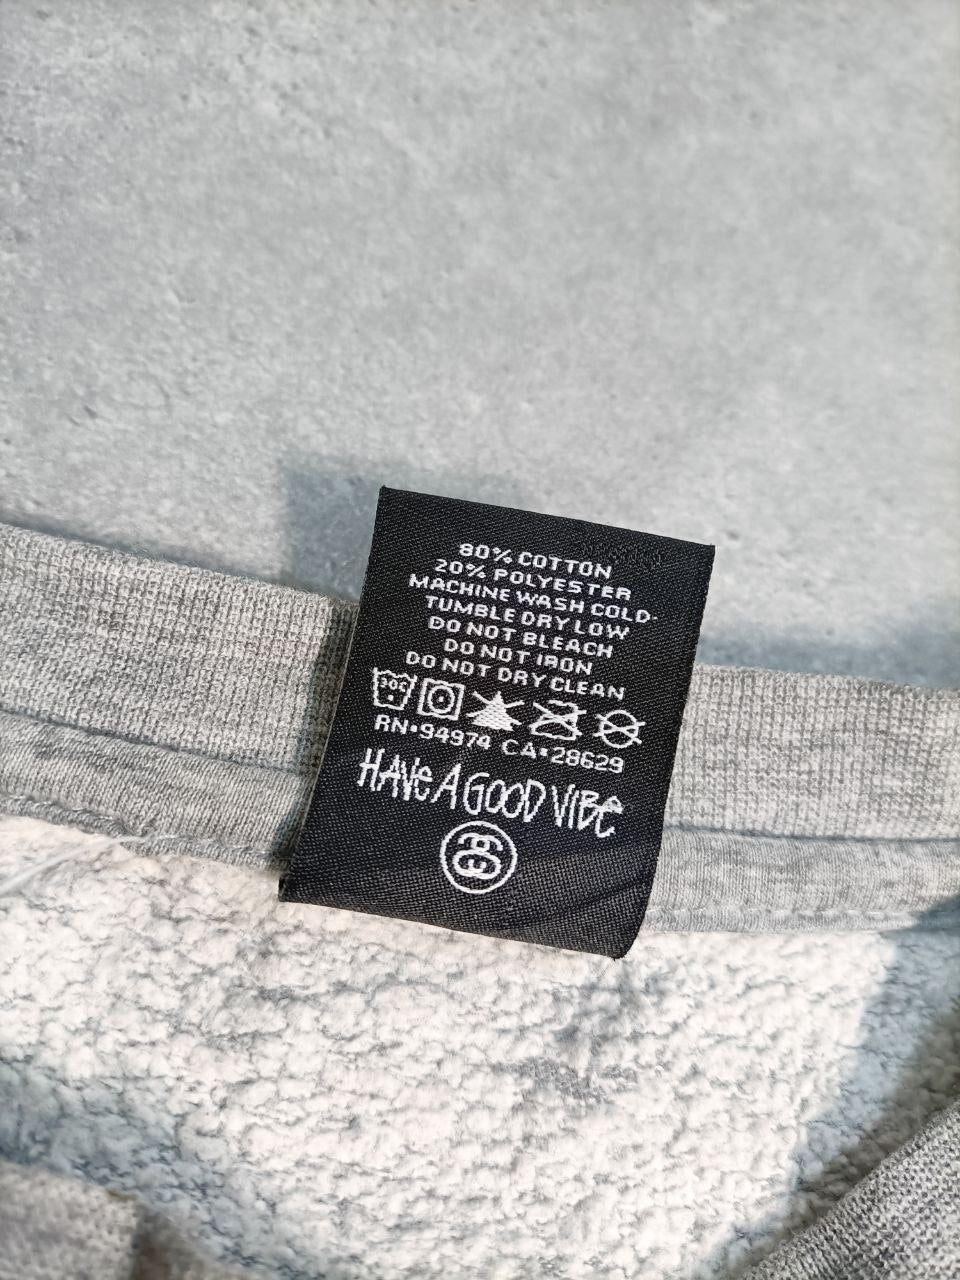 80% COTTON
20% POLYESTER
MACHINE WASH COLD-
TUMBLE DRY LOW
DO NOT BLEACH
DO NOT IRON
DO NOT DRY CLEAN
30C
RN•94974 CA•28629
HAVE A GOOD VIBE